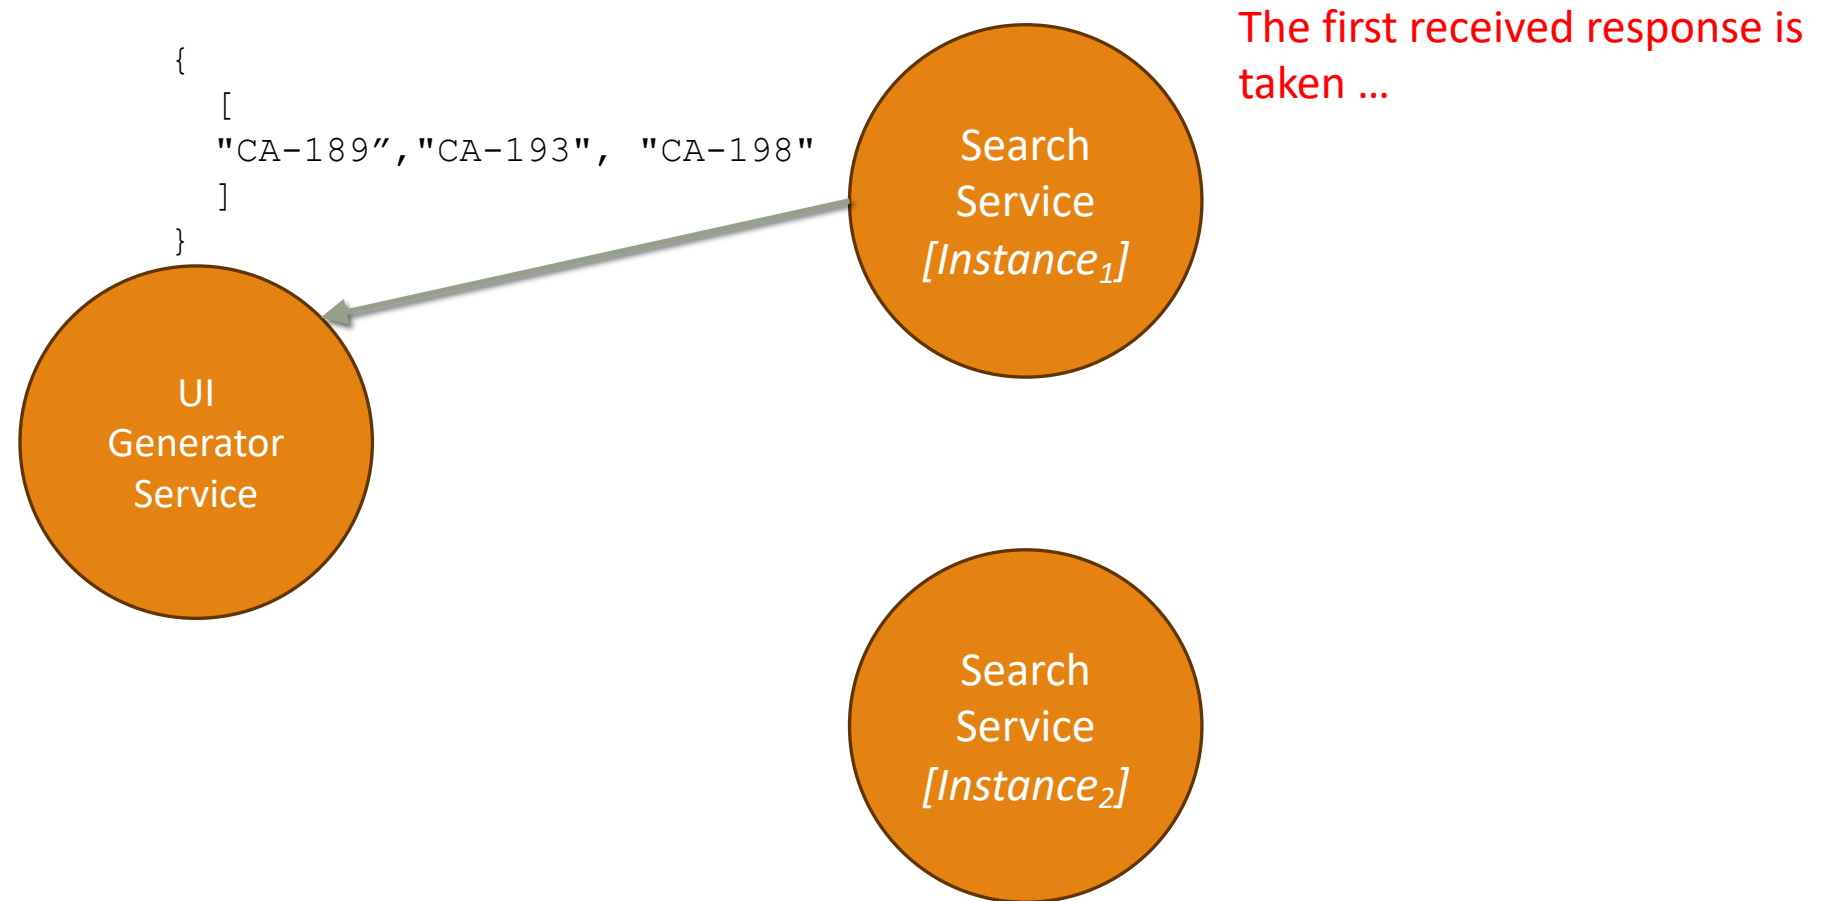 {
[
"CA-189”,"CA-193", "CA-198"
]
}
The first received response is
taken …
Search
Service
[Instance₁]
UI
Generator
Service
Search
Service
[Instance₂]